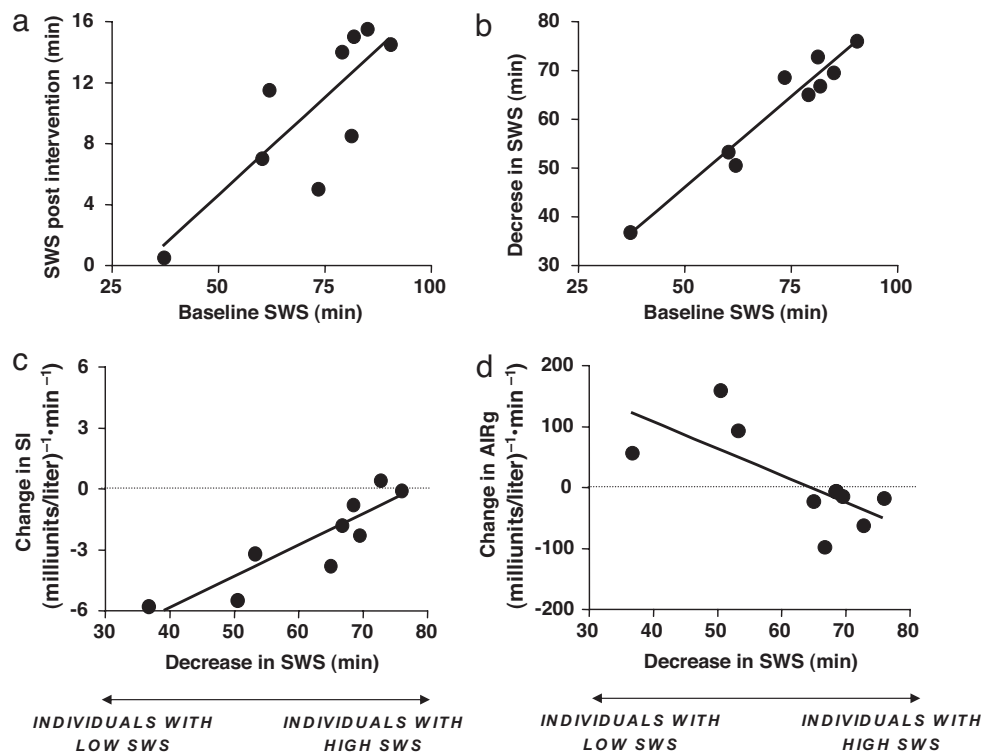 a
SWS post intervention (min)
16
12
8
4
0
25 50 75 100
Baseline SWS (min)
b
Decrese in SWS (min)
80
70
60
50
40
30
25 50 75 100
Baseline SWS (min)
c
Change in SI
(milliunits/liter)⁻¹•min⁻¹
6
3
0
-3
-6
30 40 50 60 70 80
Decrease in SWS (min)
INDIVIDUALS WITH
LOW SWS
INDIVIDUALS WITH
HIGH SWS
d
Change in AIRg
(milliunits/liter)⁻¹•min⁻¹
200
100
0
-100
-200
30 40 50 60 70 80
Decrease in SWS (min)
INDIVIDUALS WITH
LOW SWS
INDIVIDUALS WITH
HIGH SWS